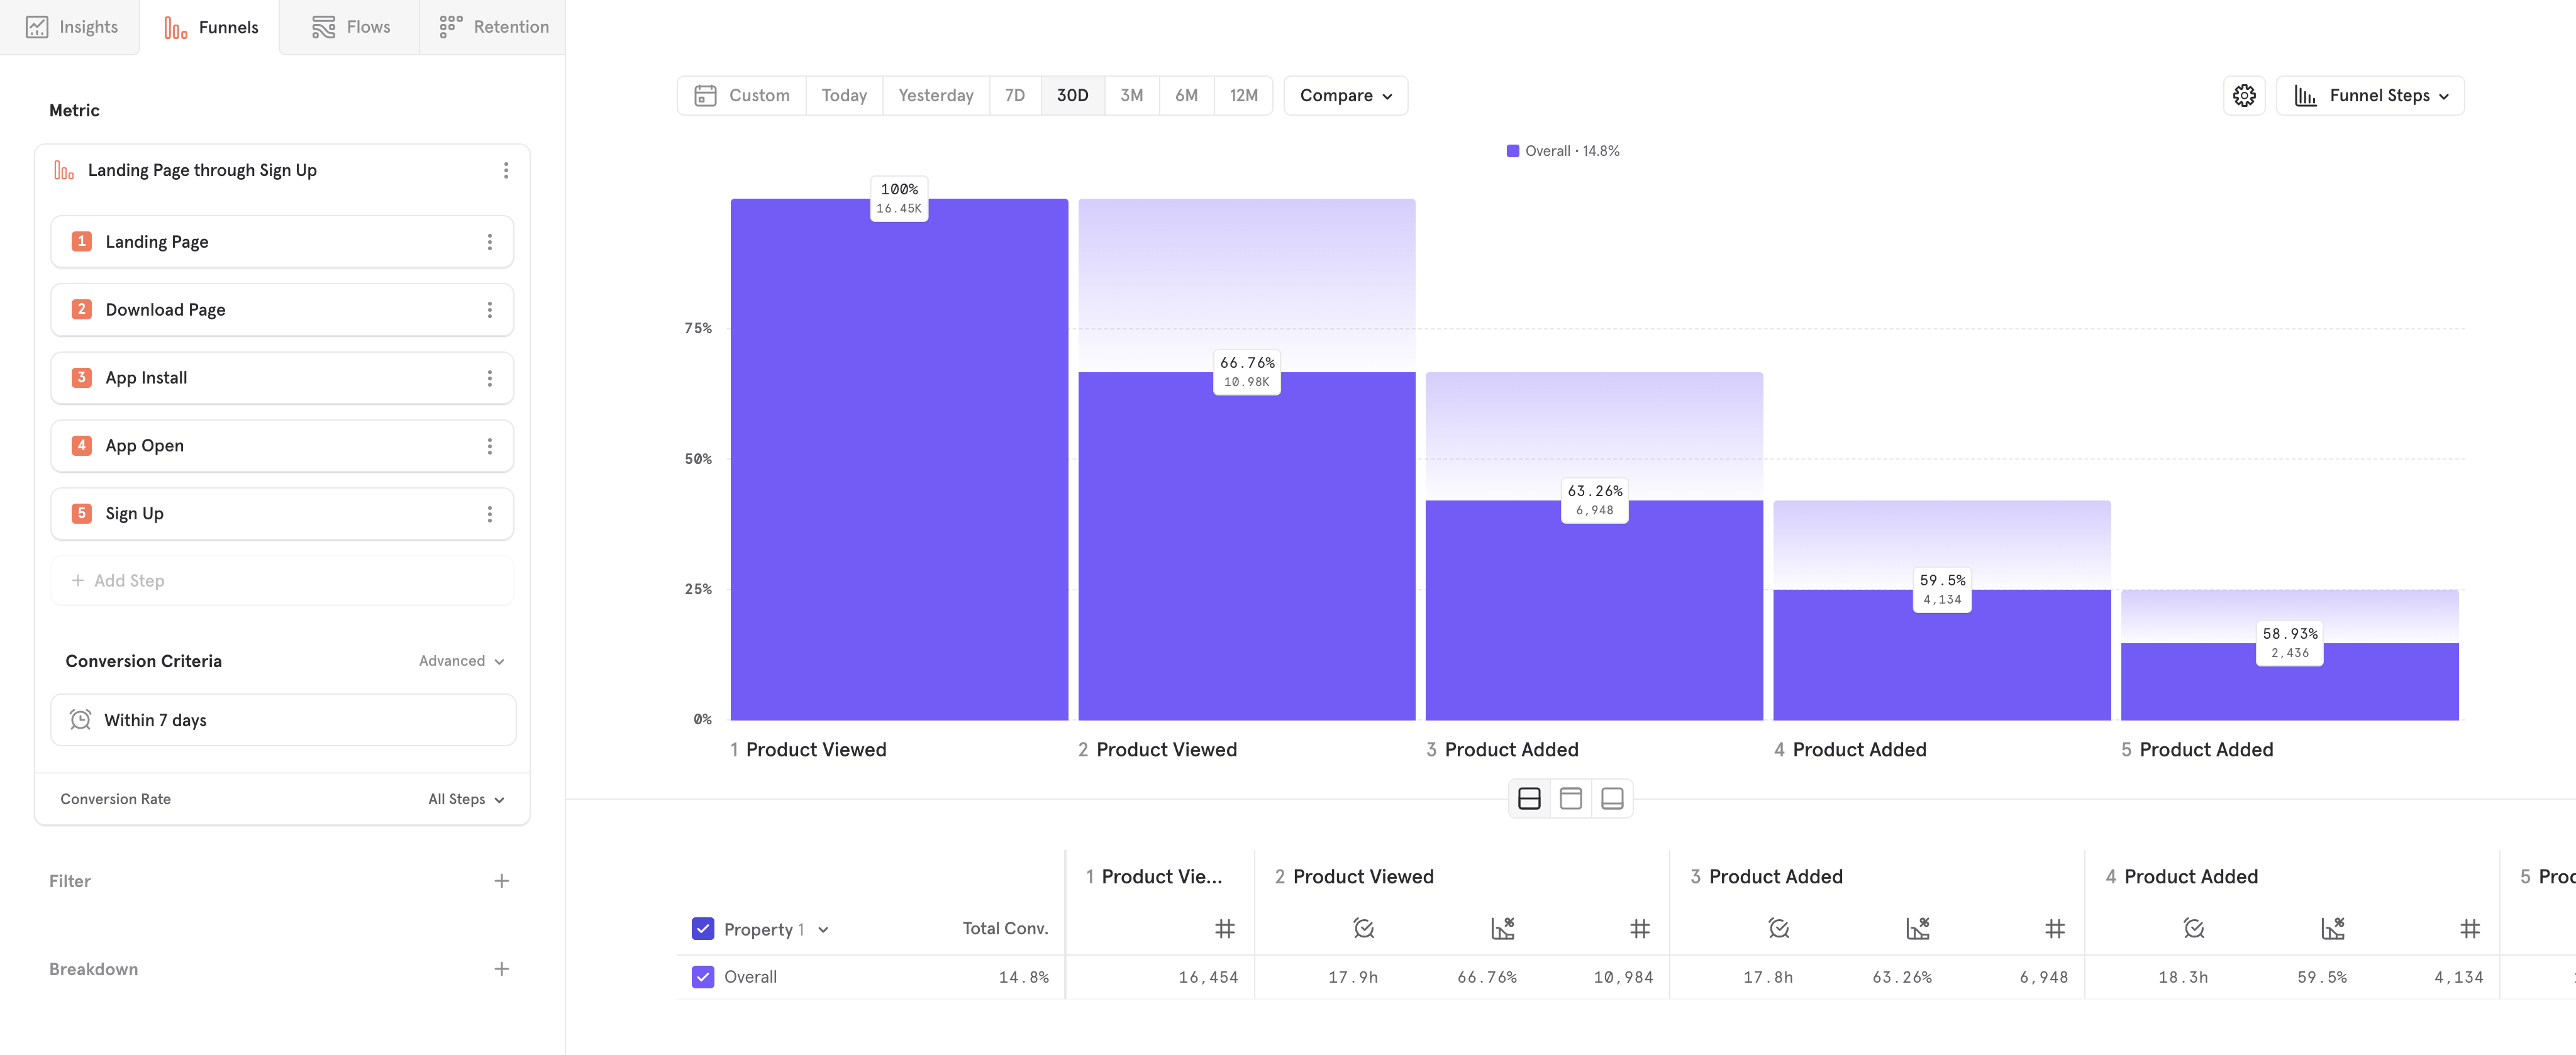 Insights
Funnels
Flows
Retention
Metric
Landing Page through Sign Up
1 Landing Page
2 Download Page
3 App Install
4 App Open
5 Sign Up
+ Add Step
Conversion Criteria
Advanced
Within 7 days
Conversion Rate
All Steps
Filter
Breakdown
Custom Today Yesterday 7D 30D 3M 6M 12M
Compare
Funnel Steps
Overall · 14.8%
100%
16.45K
75%
66.76%
10.98K
50%
63.26%
6,948
25%
59.5%
4,134
58.93%
2,436
0%
1 Product Viewed
2 Product Viewed
3 Product Added
4 Product Added
5 Product Added
1 Product Vie...
2 Product Viewed
3 Product Added
4 Product Added
5 Proc
Property 1
Total Conv.
# # # #
Overall 14.8% 16,454 17.9h 66.76% 10,984 17.8h 63.26% 6,948 18.3h 59.5% 4,134